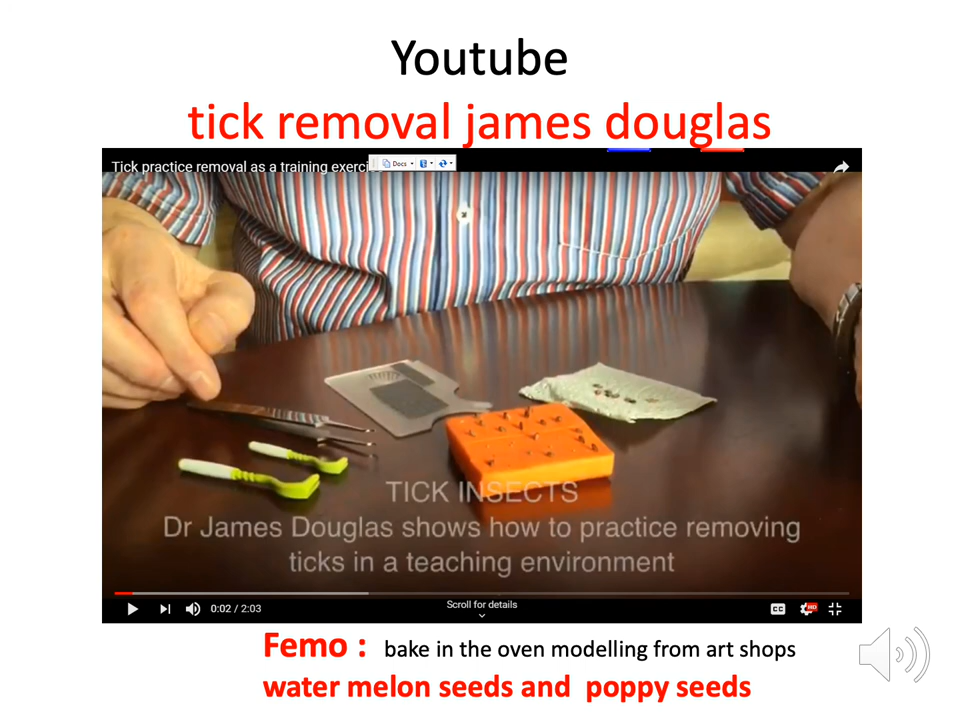 Youtube
tick removal james douglas
Tick practice removal as a training exerci
Docs
TICK INSECTS
Dr James Douglas shows how to practice removing
ticks in a teaching environment
0:02 / 2:03
Scroll for details
CC
HD
Femo : bake in the oven modelling from art shops
water melon seeds and poppy seeds